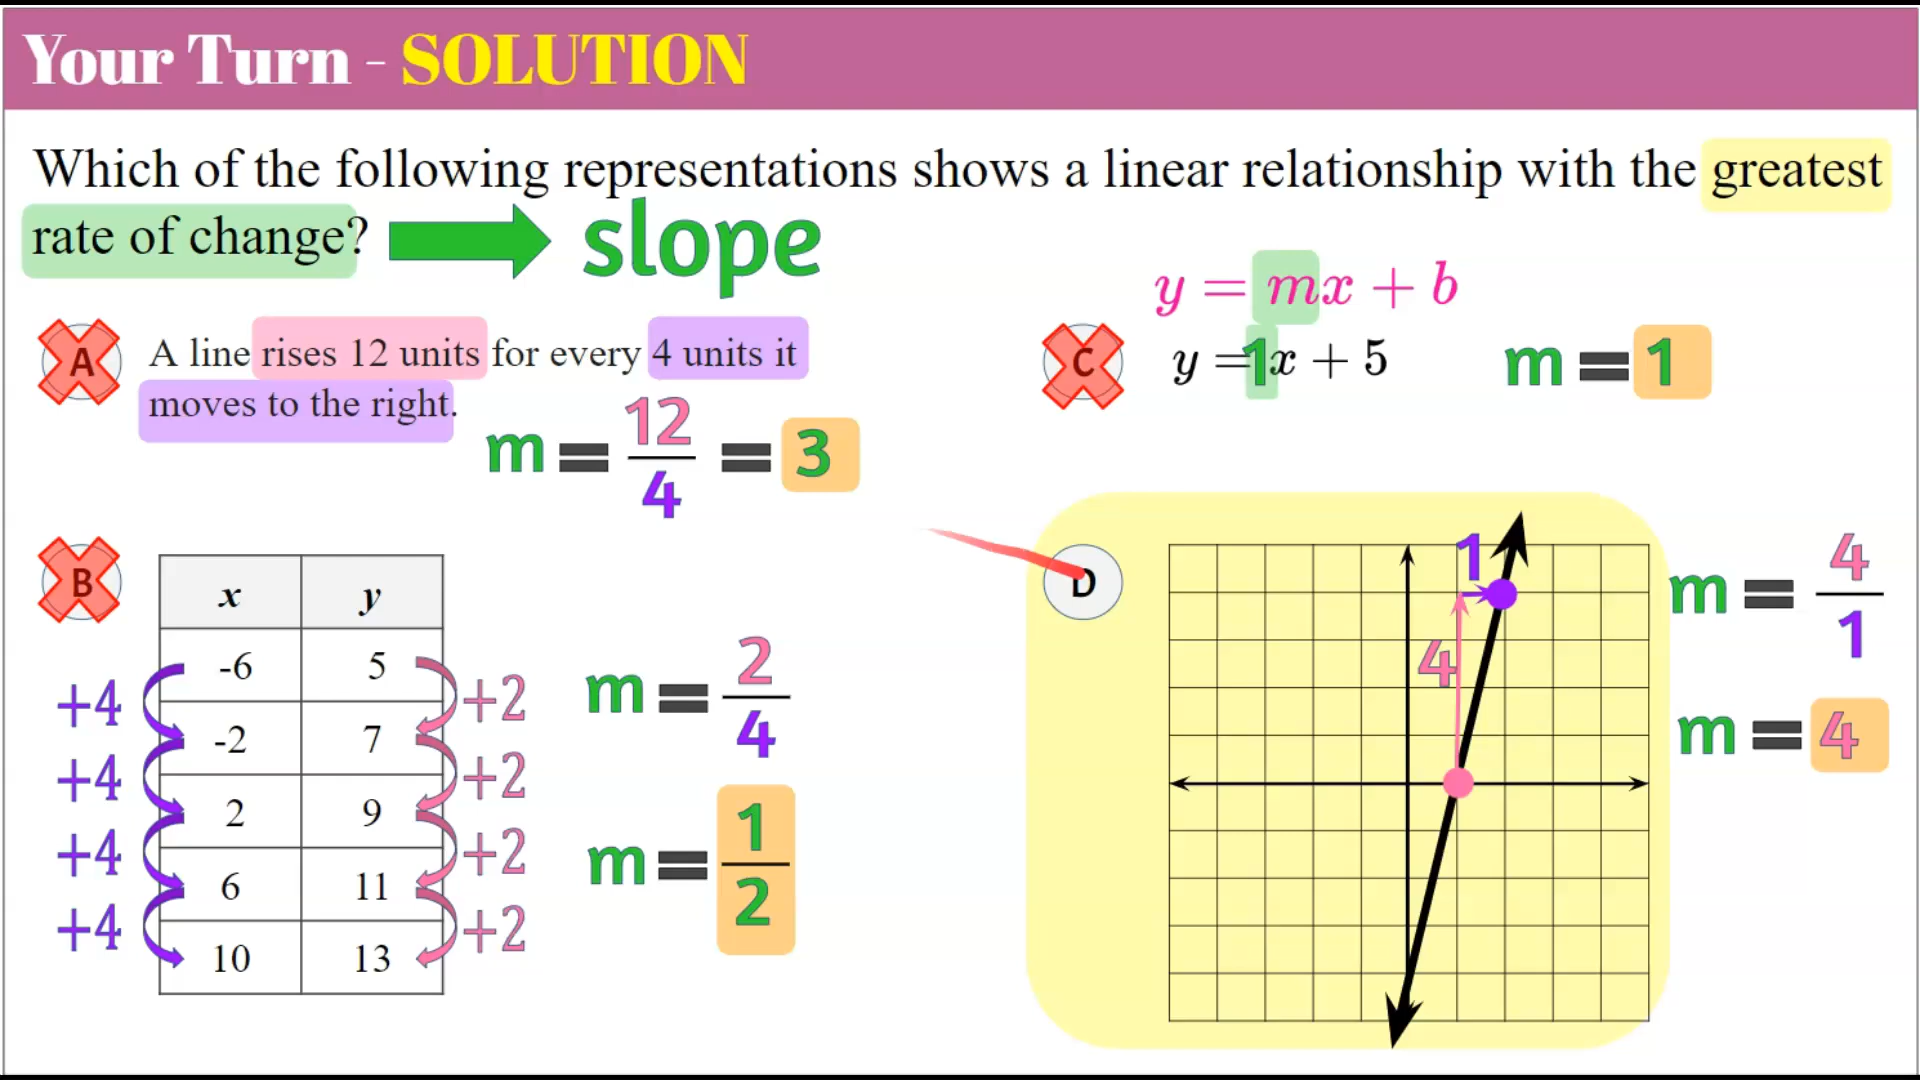 Your Turn - SOLUTION
Which of the following representations shows a linear relationship with the greatest
rate of change? slope
A
A line rises 12 units for every 4 units it
moves to the right.
m = 12/4 = 3
B
x y
-6 5
-2 7
2 9
6 11
10 13
+4
+4
+4
+4
+2
+2
+2
+2
m = 2/4
m = 1/2
y = mx + b
C
y = 1x + 5
m = 1
D
1
4
m = 4/1
m = 4